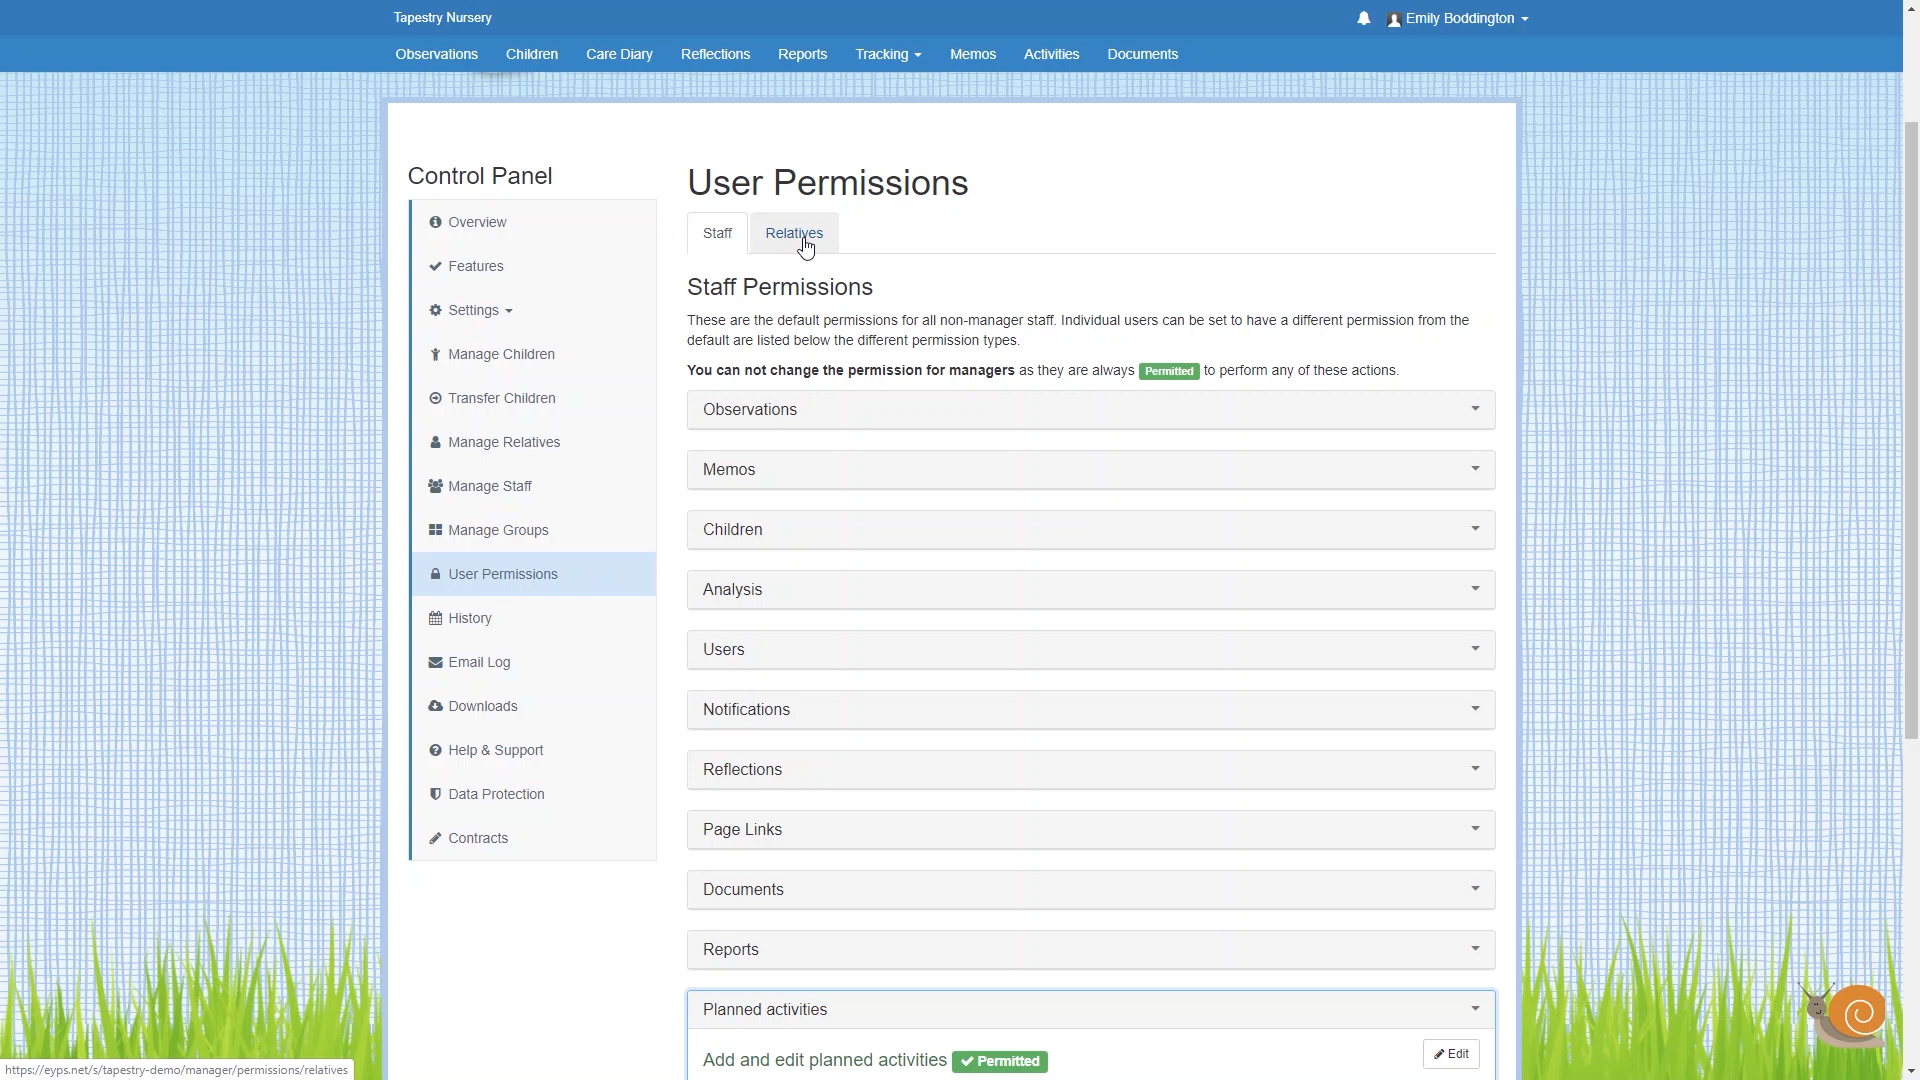 Tapestry Nursery
Emily Boddington
Observations
Children
Care Diary
Reflections
Reports
Tracking
Memos
Activities
Documents
Control Panel
Overview
Features
Settings
Manage Children
Transfer Children
Manage Relatives
Manage Staff
Manage Groups
User Permissions
History
Email Log
Downloads
Help & Support
Data Protection
Contracts
User Permissions
Staff
Relatives
Staff Permissions
These are the default permissions for all non-manager staff. Individual users can be set to have a different permission from the
default are listed below the different permission types.
You can not change the permission for managers as they are always Permitted to perform any of these actions.
Observations
Memos
Children
Analysis
Users
Notifications
Reflections
Page Links
Documents
Reports
Planned activities
Add and edit planned activities Permitted
Edit
https://eyps.net/s/tapestry-demo/manager/permissions/relatives